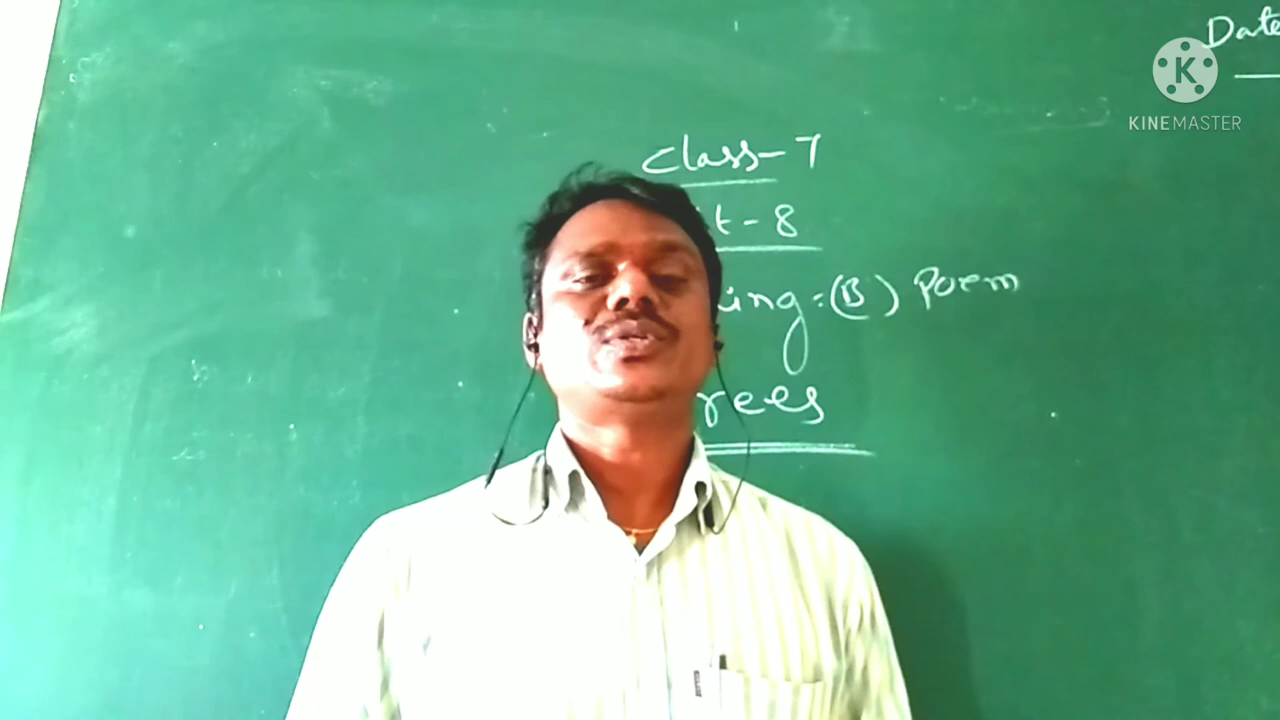 Date
K
KINEMASTER
Class-7
t-8
ing:(B) Poem
rees